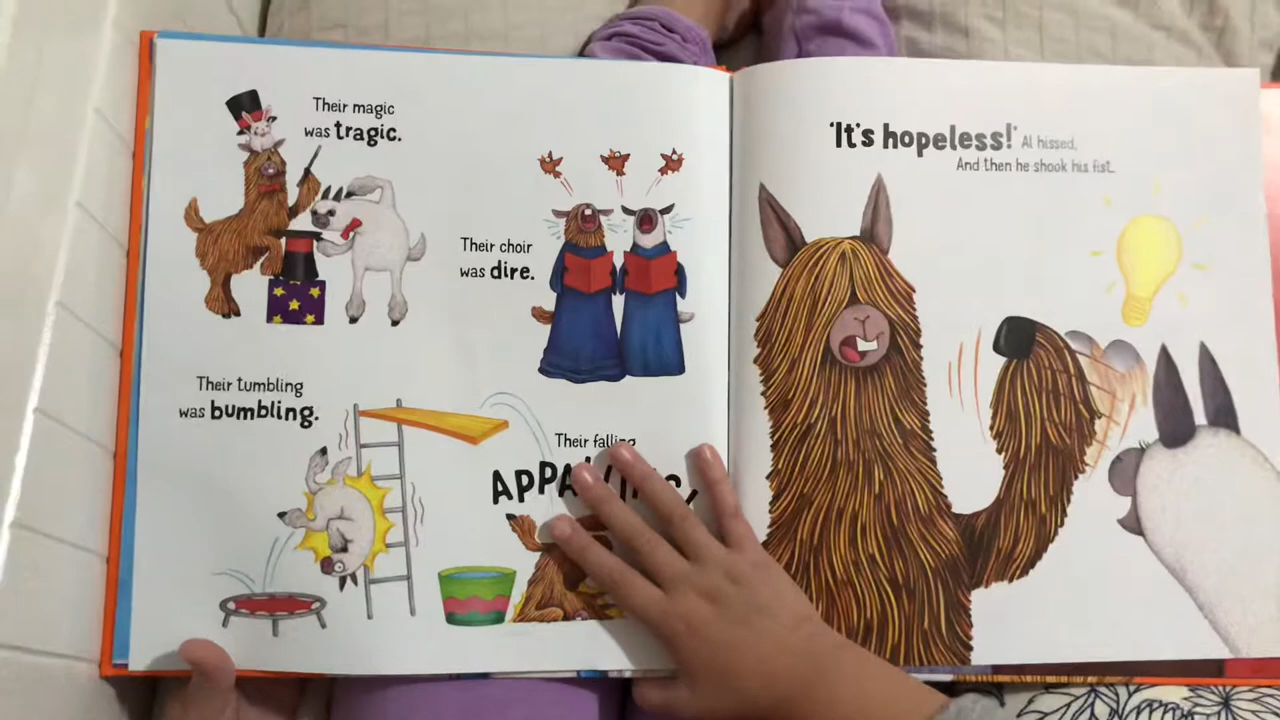 Their magic
was tragic.
Their choir
was dire.
Their tumbling
was bumbling.
Their falling
'It's hopeless!' Al hissed,
And then he shook his fist.